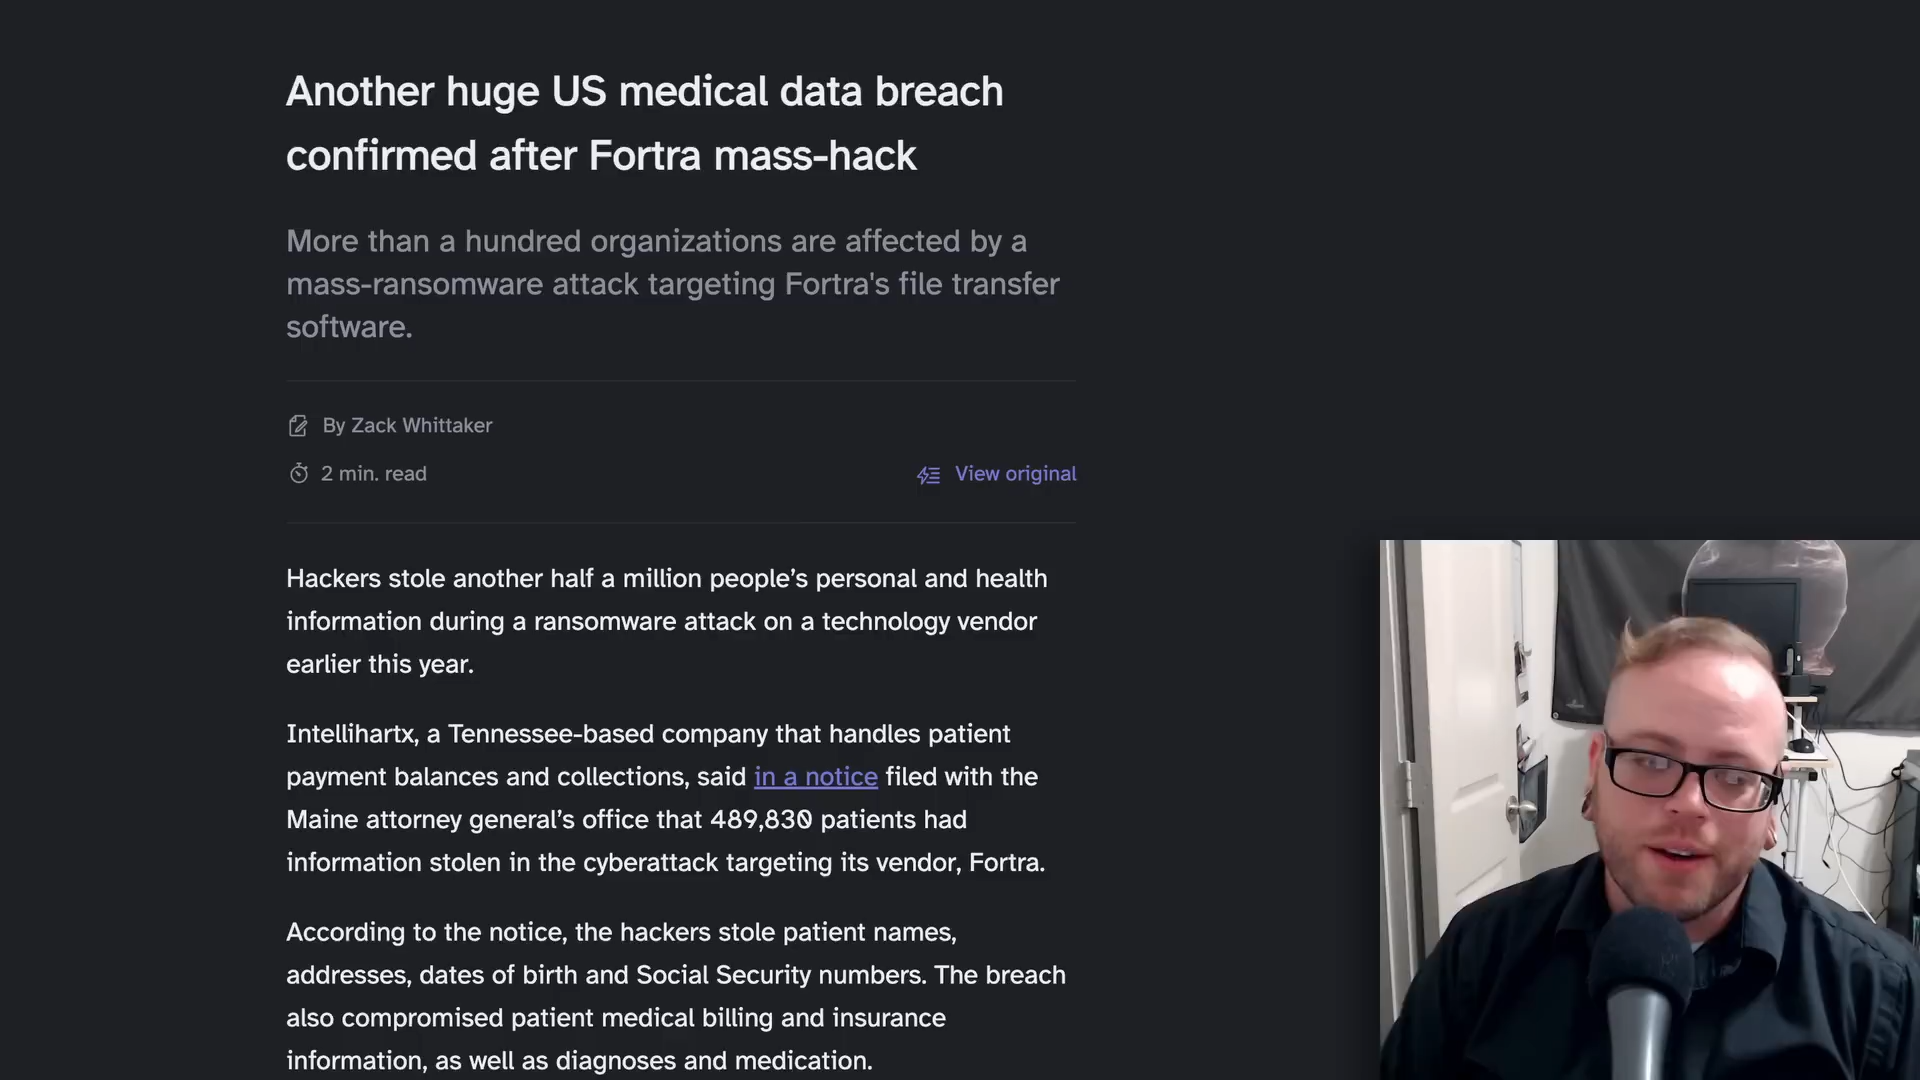 Another huge US medical data breach
confirmed after Fortra mass-hack
More than a hundred organizations are affected by a
mass-ransomware attack targeting Fortra's file transfer
software.
By Zack Whittaker
2 min. read
View original
Hackers stole another half a million people’s personal and health
information during a ransomware attack on a technology vendor
earlier this year.
Intellihartx, a Tennessee-based company that handles patient
payment balances and collections, said in a notice filed with the
Maine attorney general’s office that 489,830 patients had
information stolen in the cyberattack targeting its vendor, Fortra.
According to the notice, the hackers stole patient names,
addresses, dates of birth and Social Security numbers. The breach
also compromised patient medical billing and insurance
information, as well as diagnoses and medication.